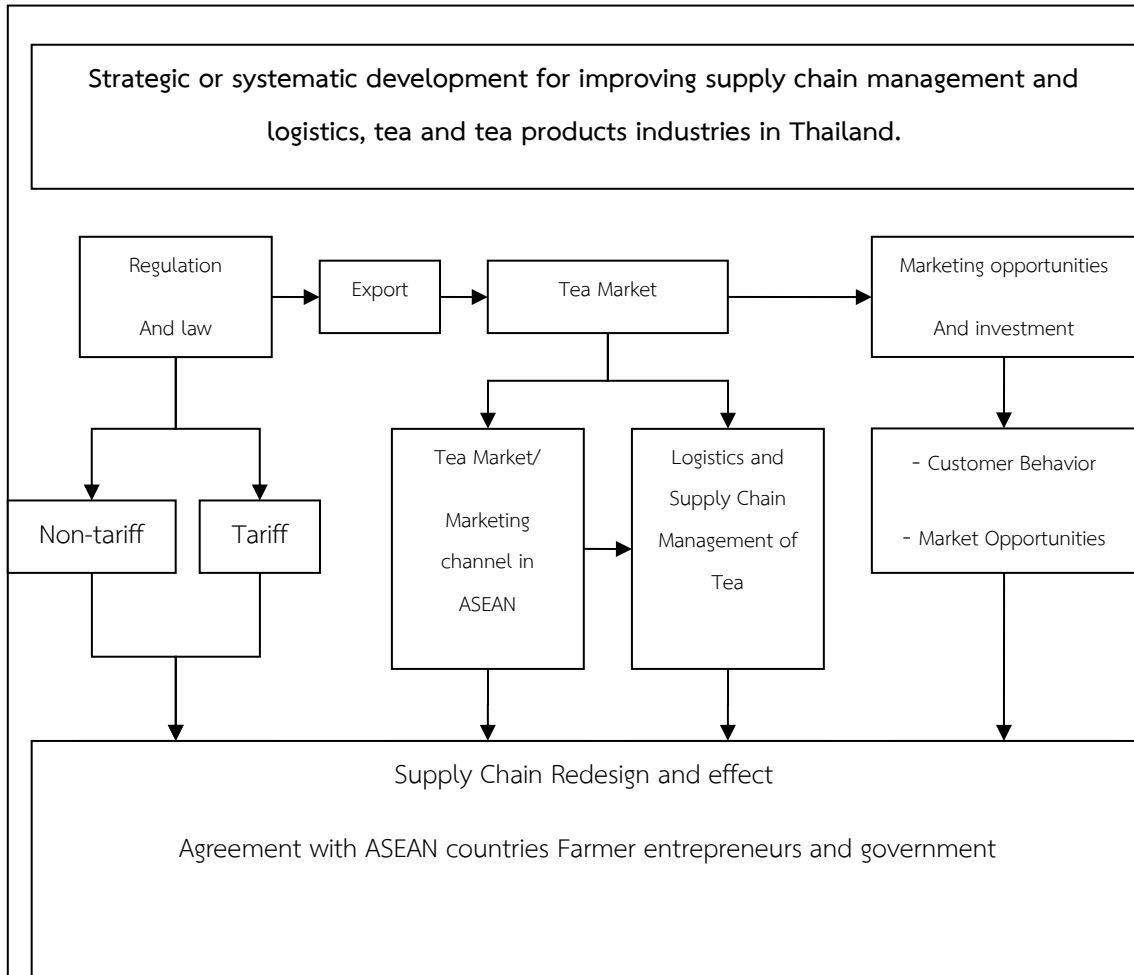 Strategic or systematic development for improving supply chain management and
logistics, tea and tea products industries in Thailand.
Regulation
And law
Export
Tea Market
Marketing opportunities
And investment
Non-tariff
Tariff
Tea Market/
Marketing
channel in
ASEAN
Logistics and
Supply Chain
Management of
Tea
- Customer Behavior
- Market Opportunities
Supply Chain Redesign and effect
Agreement with ASEAN countries Farmer entrepreneurs and government